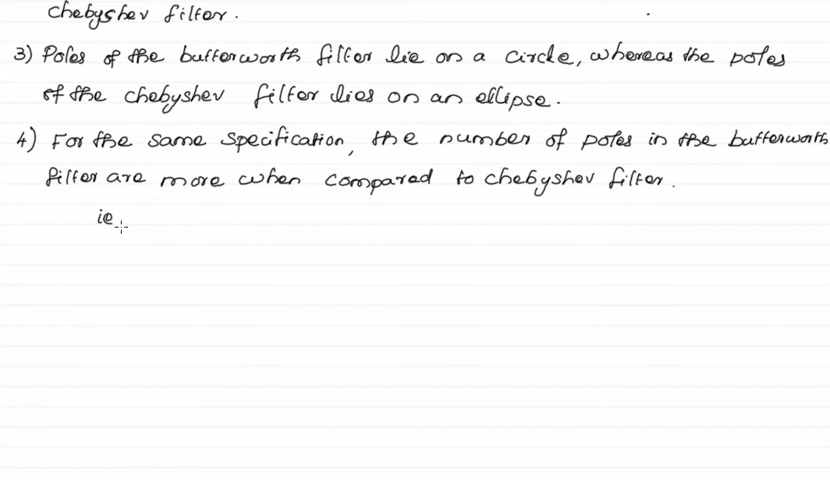 Chebyshev filter.
3) Poles of the butterworth filter lie on a circle, whereas the poles
of the chebyshev filter lies on an ellipse.
4) For the same specification, the number of poles in the butterworth
filter are more when compared to chebyshev filter.
ie